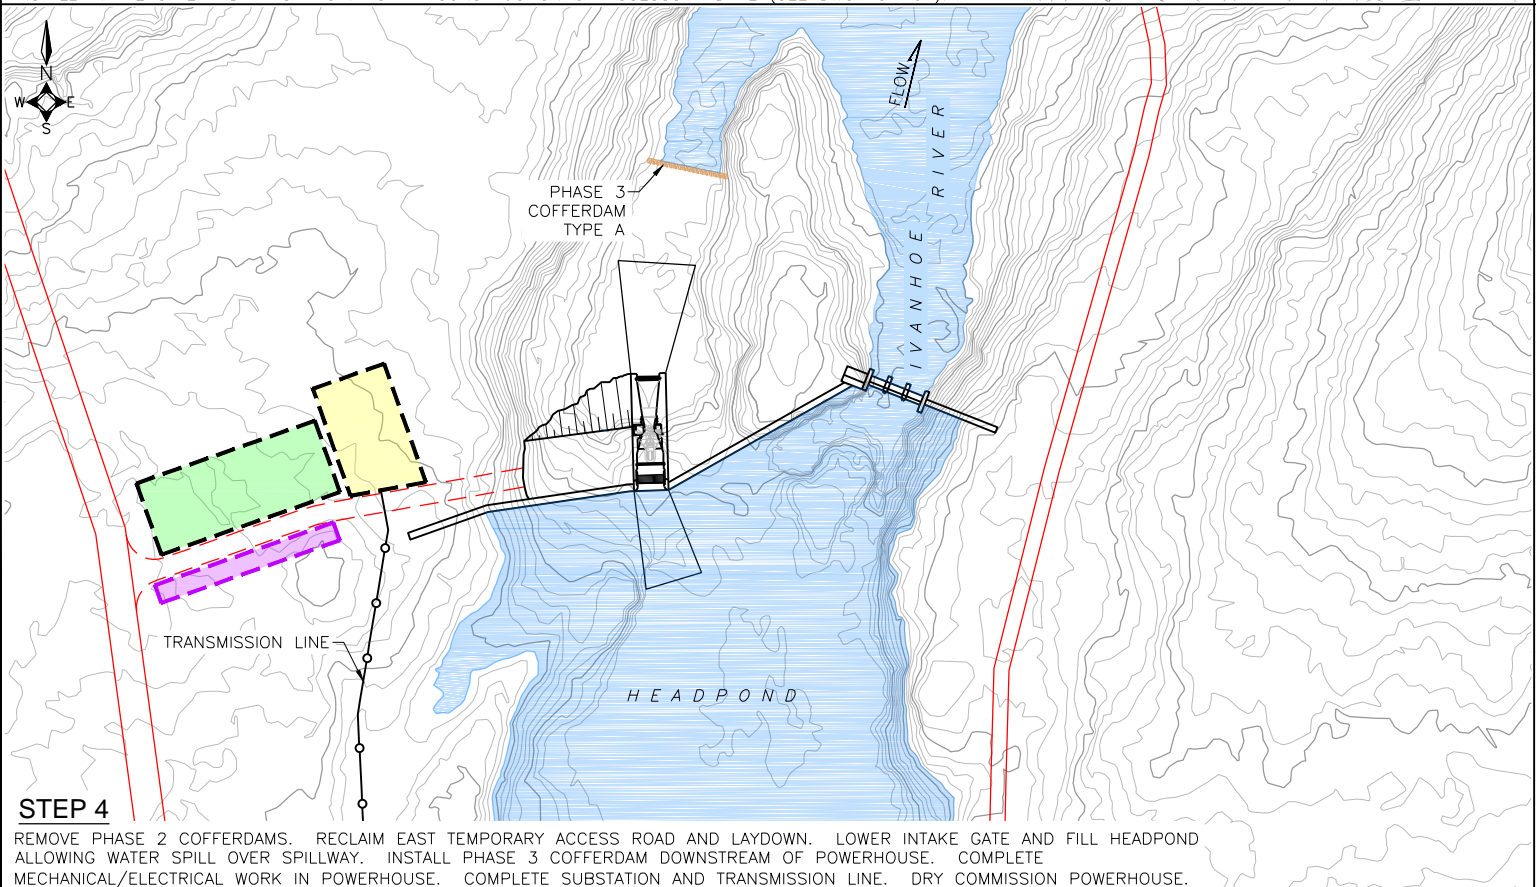 N
W E
S
FLOW
IVANHOE RIVER
PHASE 3
COFFERDAM
TYPE A
TRANSMISSION LINE
HEADPOND
STEP 4
REMOVE PHASE 2 COFFERDAMS. RECLAIM EAST TEMPORARY ACCESS ROAD AND LAYDOWN. LOWER INTAKE GATE AND FILL HEADPOND
ALLOWING WATER SPILL OVER SPILLWAY. INSTALL PHASE 3 COFFERDAM DOWNSTREAM OF POWERHOUSE. COMPLETE
MECHANICAL/ELECTRICAL WORK IN POWERHOUSE. COMPLETE SUBSTATION AND TRANSMISSION LINE. DRY COMMISSION POWERHOUSE.